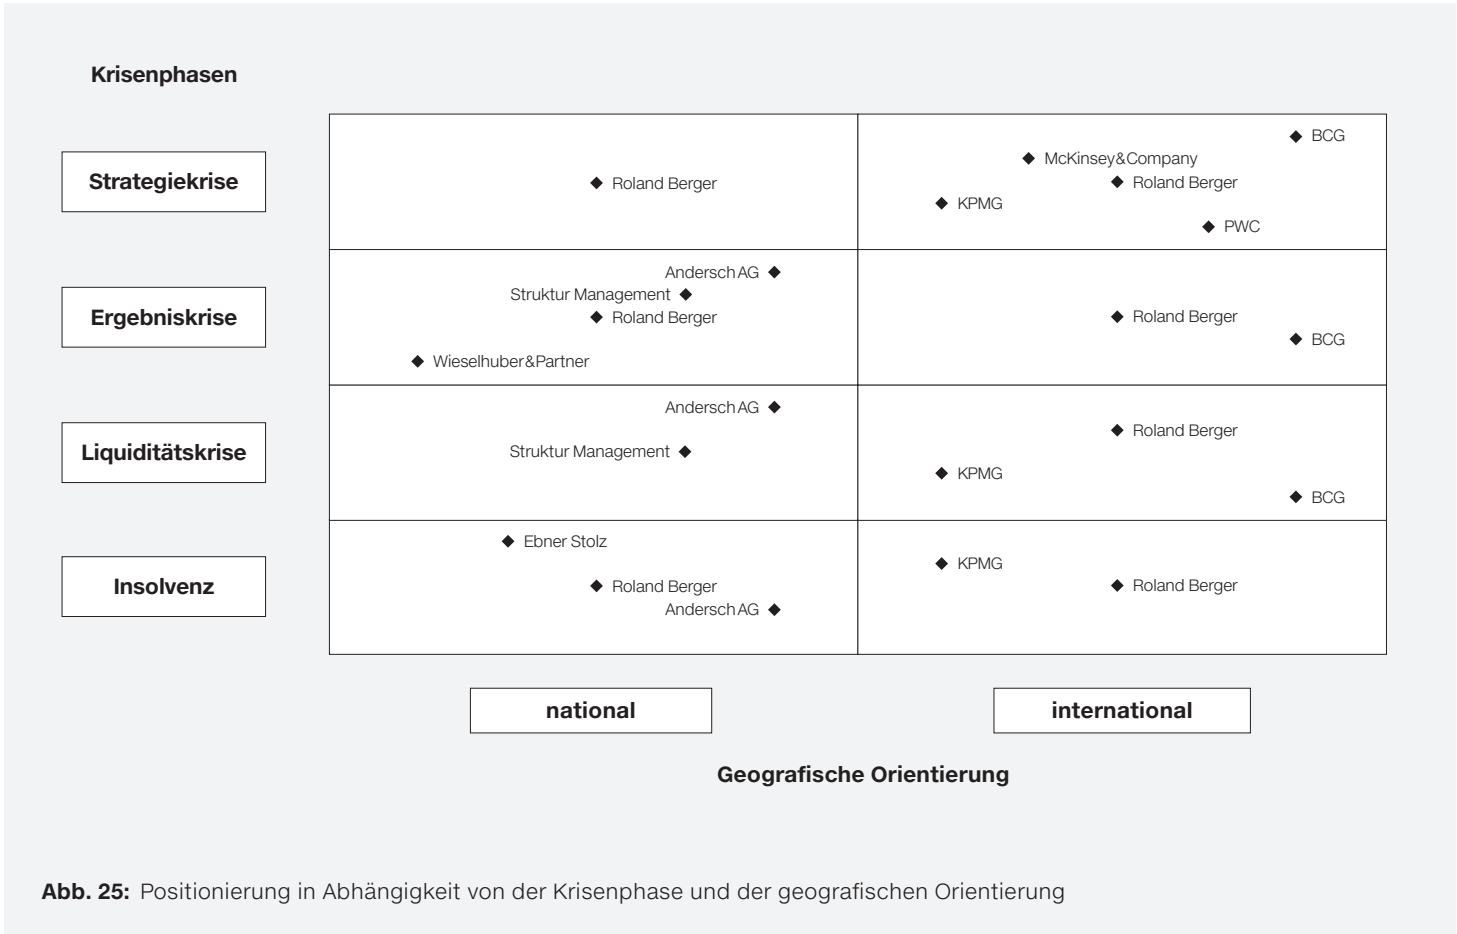 Krisenphasen
Strategiekrise
Roland Berger
BCG
McKinsey&Company
Roland Berger
KPMG
PWC
Ergebniskrise
Andersch AG
Struktur Management
Roland Berger
Wieselhuber&Partner
Roland Berger
BCG
Liquiditätskrise
Andersch AG
Struktur Management
Roland Berger
KPMG
BCG
Insolvenz
Ebner Stolz
Roland Berger
Andersch AG
KPMG
Roland Berger
national
international
Geografische Orientierung
Abb. 25: Positionierung in Abhängigkeit von der Krisenphase und der geografischen Orientierung